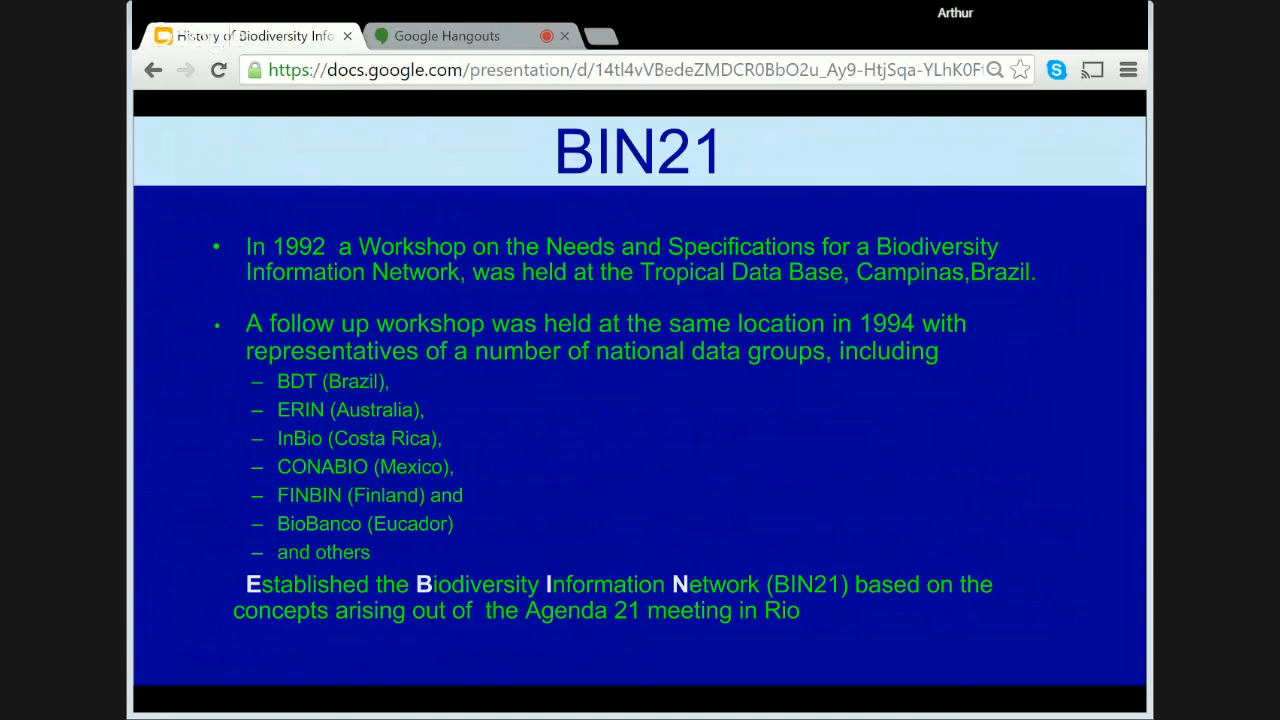 Arthur
History of Biodiversity Info
Google Hangouts
https://docs.google.com/presentation/d/14tl4vVBedeZMDCR0BbO2u_Ay9-HtjSqa-YLhK0F
BIN21
• In 1992 a Workshop on the Needs and Specifications for a Biodiversity
Information Network, was held at the Tropical Data Base, Campinas,Brazil.
• A follow up workshop was held at the same location in 1994 with
representatives of a number of national data groups, including
– BDT (Brazil),
– ERIN (Australia),
– InBio (Costa Rica),
– CONABIO (Mexico),
– FINBIN (Finland) and
– BioBanco (Eucador)
– and others
Established the Biodiversity Information Network (BIN21) based on the
concepts arising out of the Agenda 21 meeting in Rio